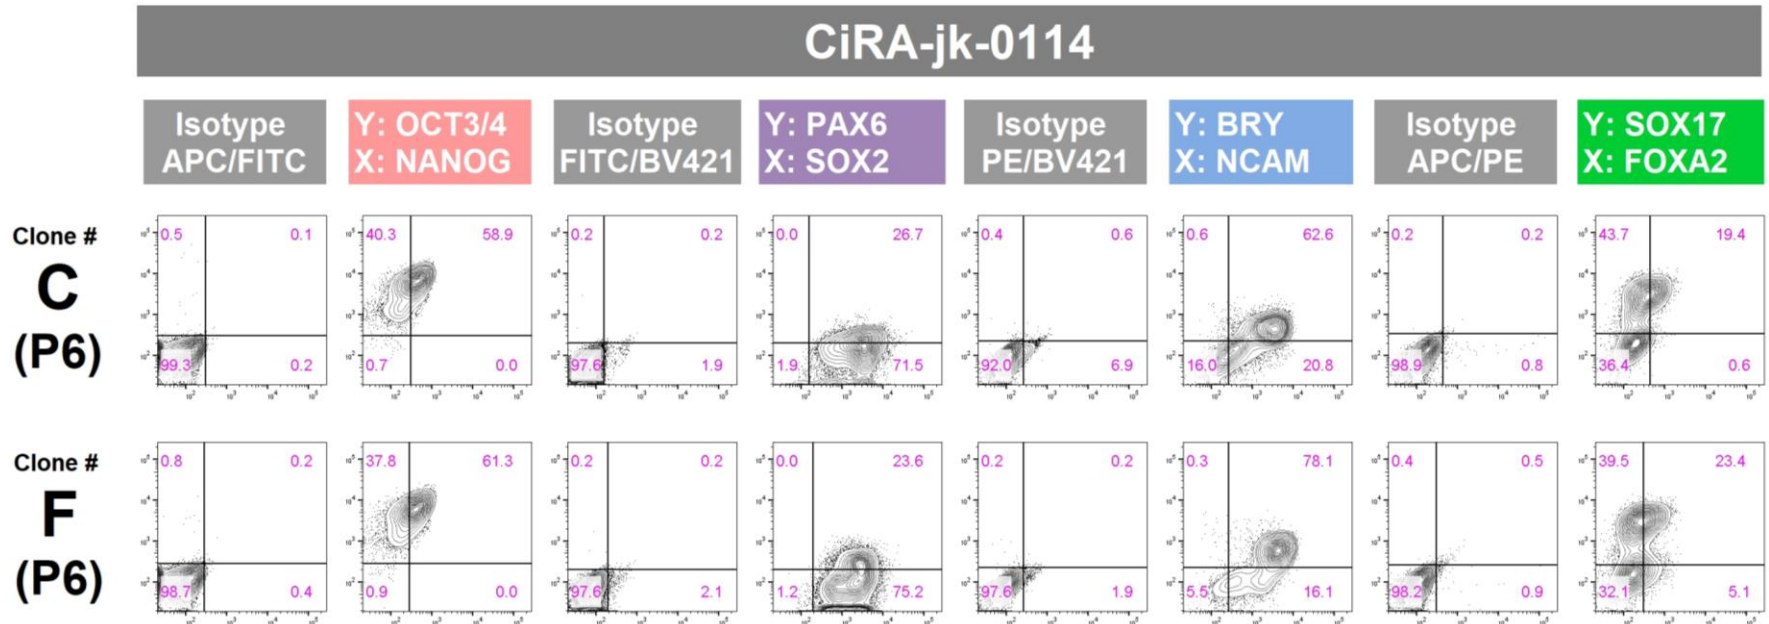 CiRA-jk-0114
Isotype APC/FITC
Y: OCT3/4 X: NANOG
Isotype FITC/BV421
Y: PAX6 X: SOX2
Isotype PE/BV421
Y: BRY X: NCAM
Isotype APC/PE
Y: SOX17 X: FOXA2
Clone #
C
(P6)
0.5 0.1
99.3 0.2
40.3 58.9
0.7 0.0
0.2 0.2
97.6 1.9
0.0 26.7
1.9 71.5
0.4 0.6
92.0 6.9
0.6 62.6
16.0 20.8
0.2 0.2
98.9 0.8
43.7 19.4
36.4 0.6
Clone #
F
(P6)
0.8 0.2
98.7 0.4
37.8 61.3
0.9 0.0
0.2 0.2
97.6 2.1
0.0 23.6
1.2 75.2
0.2 0.2
97.6 1.9
0.3 78.1
5.5 16.1
0.4 0.5
98.2 0.9
39.5 23.4
32.1 5.1